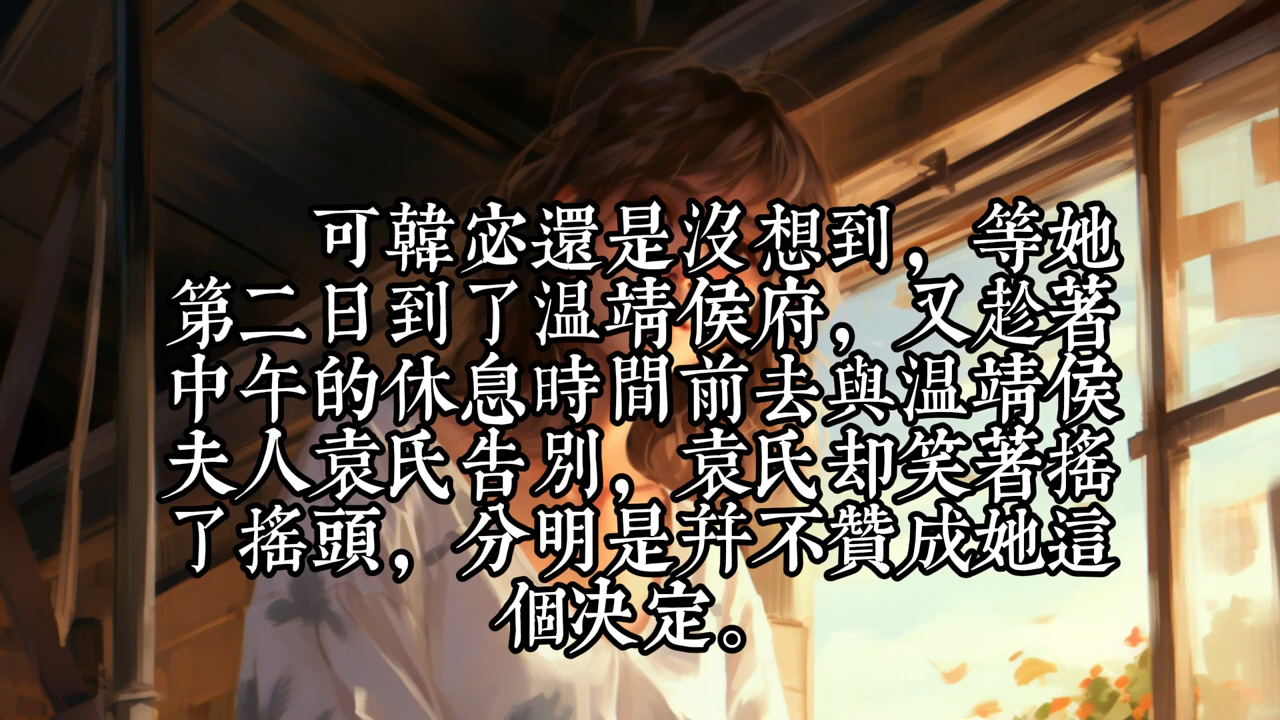 可韓宓還是沒想到，等她
第二日到了温靖侯府，又趁著
中午的休息時間前去與温靖侯
夫人袁氏告別，袁氏却笑著搖
了搖頭，分明是并不贊成她這
個决定。